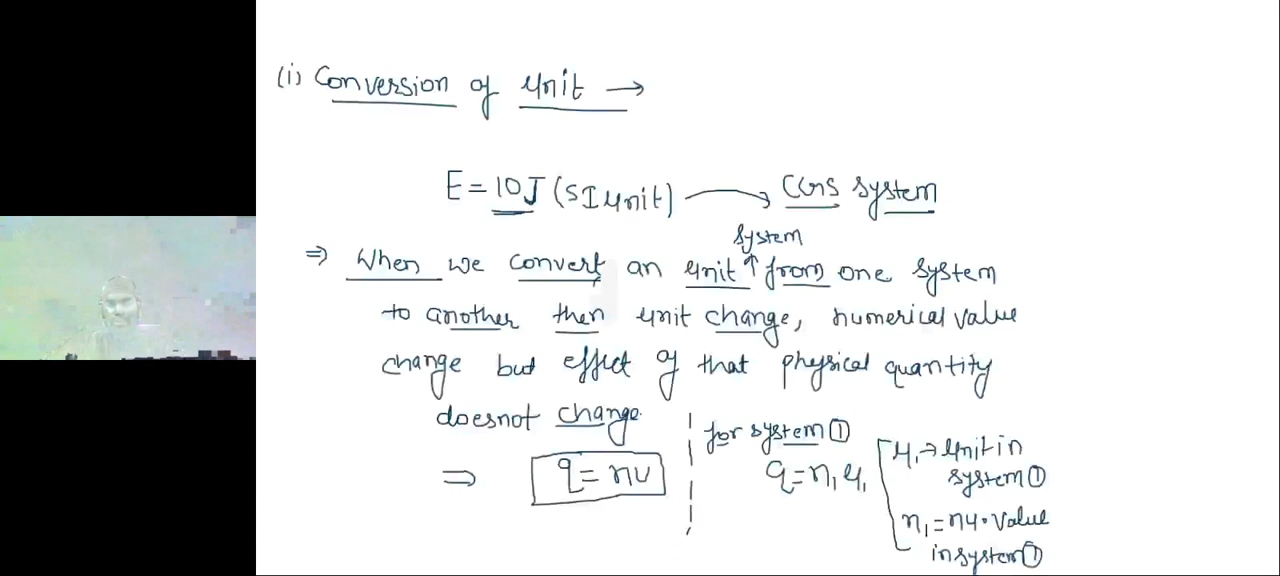 (i) Conversion of unit →
E = 10J (SI unit) → CGS system
system
⇒ When we convert an unit ↑ from one system
to another then unit change, numerical value
change but effect of that physical quantity
doesnot change.
⇒ q = nu
for system ①
q = n₁u₁
u₁ → unit in
system ①
n₁ = nu. value
in system ①